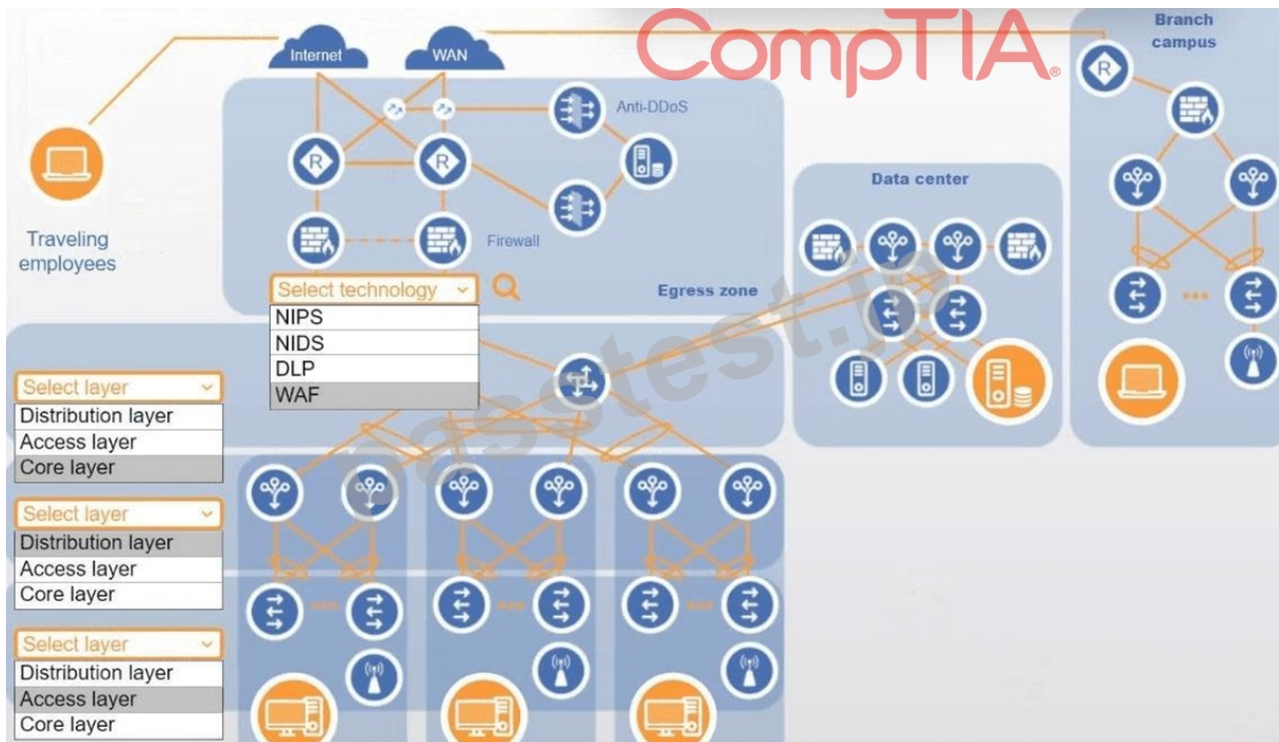 CompTIA®
Branch
campus
Internet
WAN
R
Anti-DDoS
R
R
Data center
Traveling
employees
Firewall
Select technology
NIPS
NIDS
DLP
WAF
Egress zone
Select layer
Distribution layer
Access layer
Core layer
Select layer
Distribution layer
Access layer
Core layer
Select layer
Distribution layer
Access layer
Core layer
passtest.jp